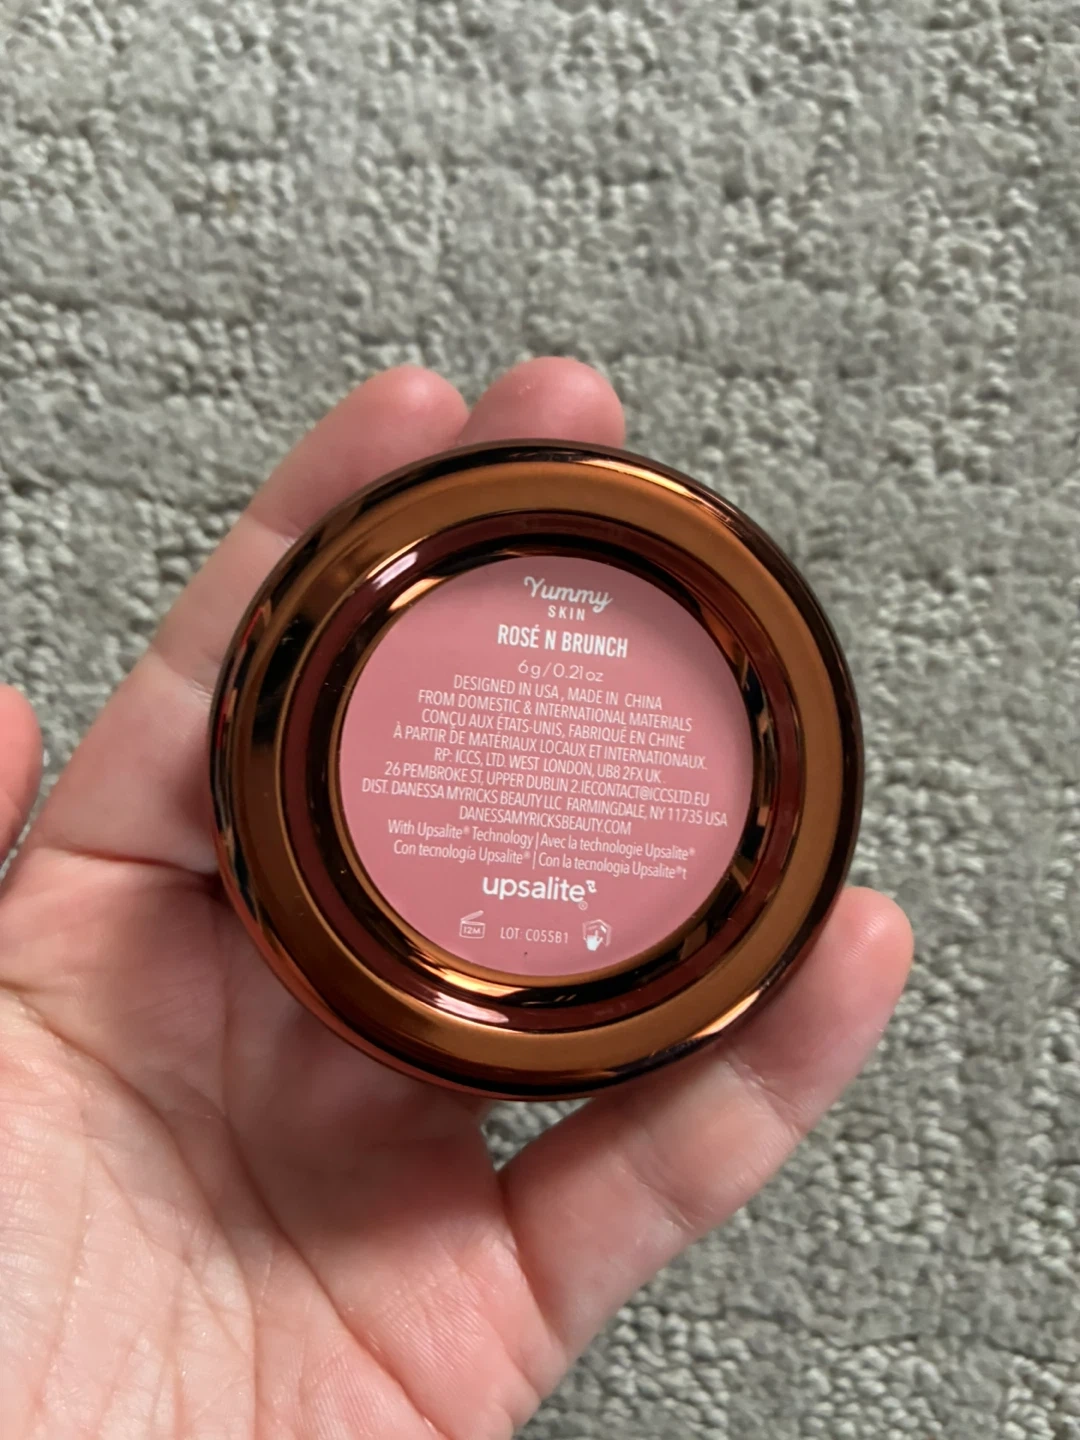 Yummy
SKIN
ROSÉ N BRUNCH
6g/0.21oz
DESIGNED IN USA, MADE IN CHINA
FROM DOMESTIC & INTERNATIONAL MATERIALS
CONÇU AUX ÉTATS-UNIS, FABRIQUÉ EN CHINE
À PARTIR DE MATÉRIAUX LOCAUX ET INTERNATIONAUX.
RP: ICCS, LTD. WEST LONDON, UB8 2FX UK.
26 PEMBROKE ST, UPPER DUBLIN 2.IECONTACT@ICCSLTD.EU
DIST. DANESSA MYRICKS BEAUTY LLC FARMINGDALE, NY 11735 USA
DANESSAMYRICKSBEAUTY.COM
With Upsalite® Technology | Avec la technologie Upsalite®
Con tecnología Upsalite® | Con la tecnologia Upsalite®t
upsalite®
12M LOT: C055B1